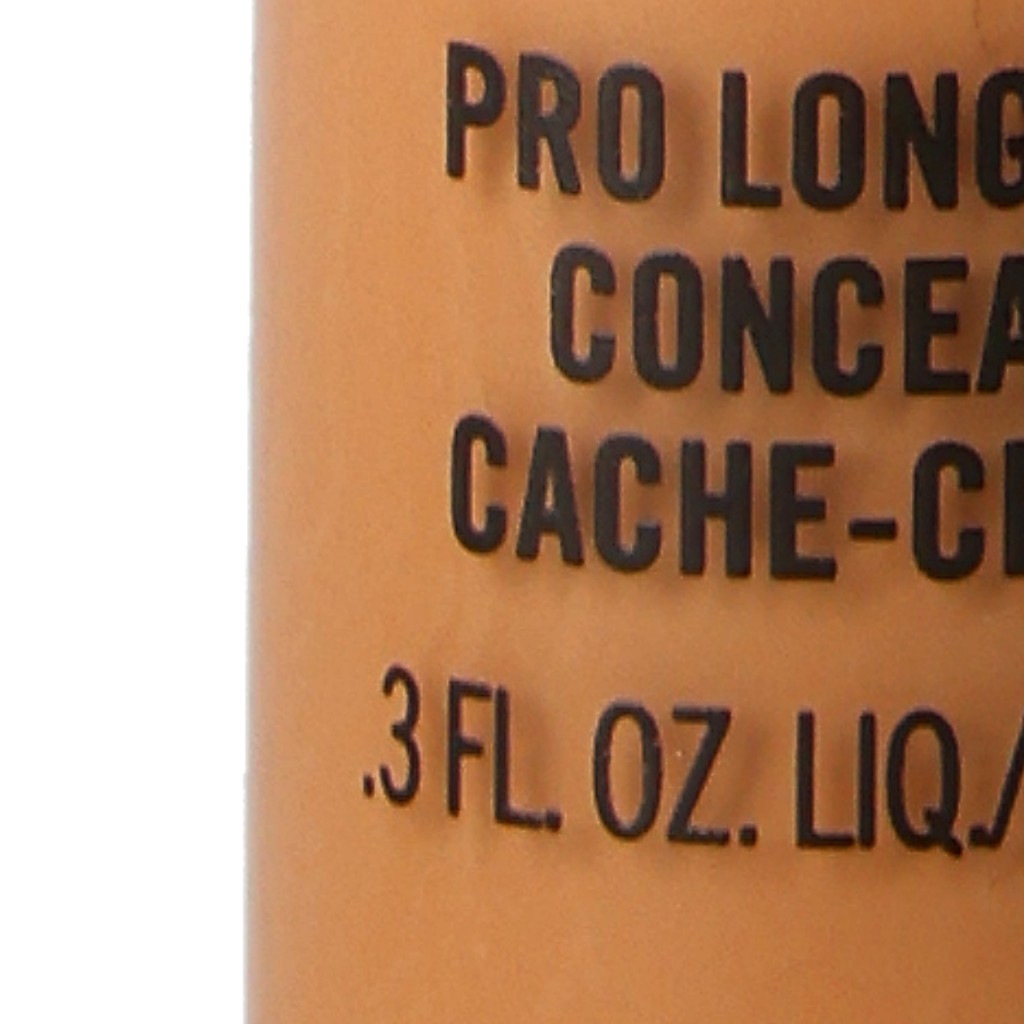 PRO LONG
CONCEA
CACHE-C
.3 FL. OZ. LIQ./